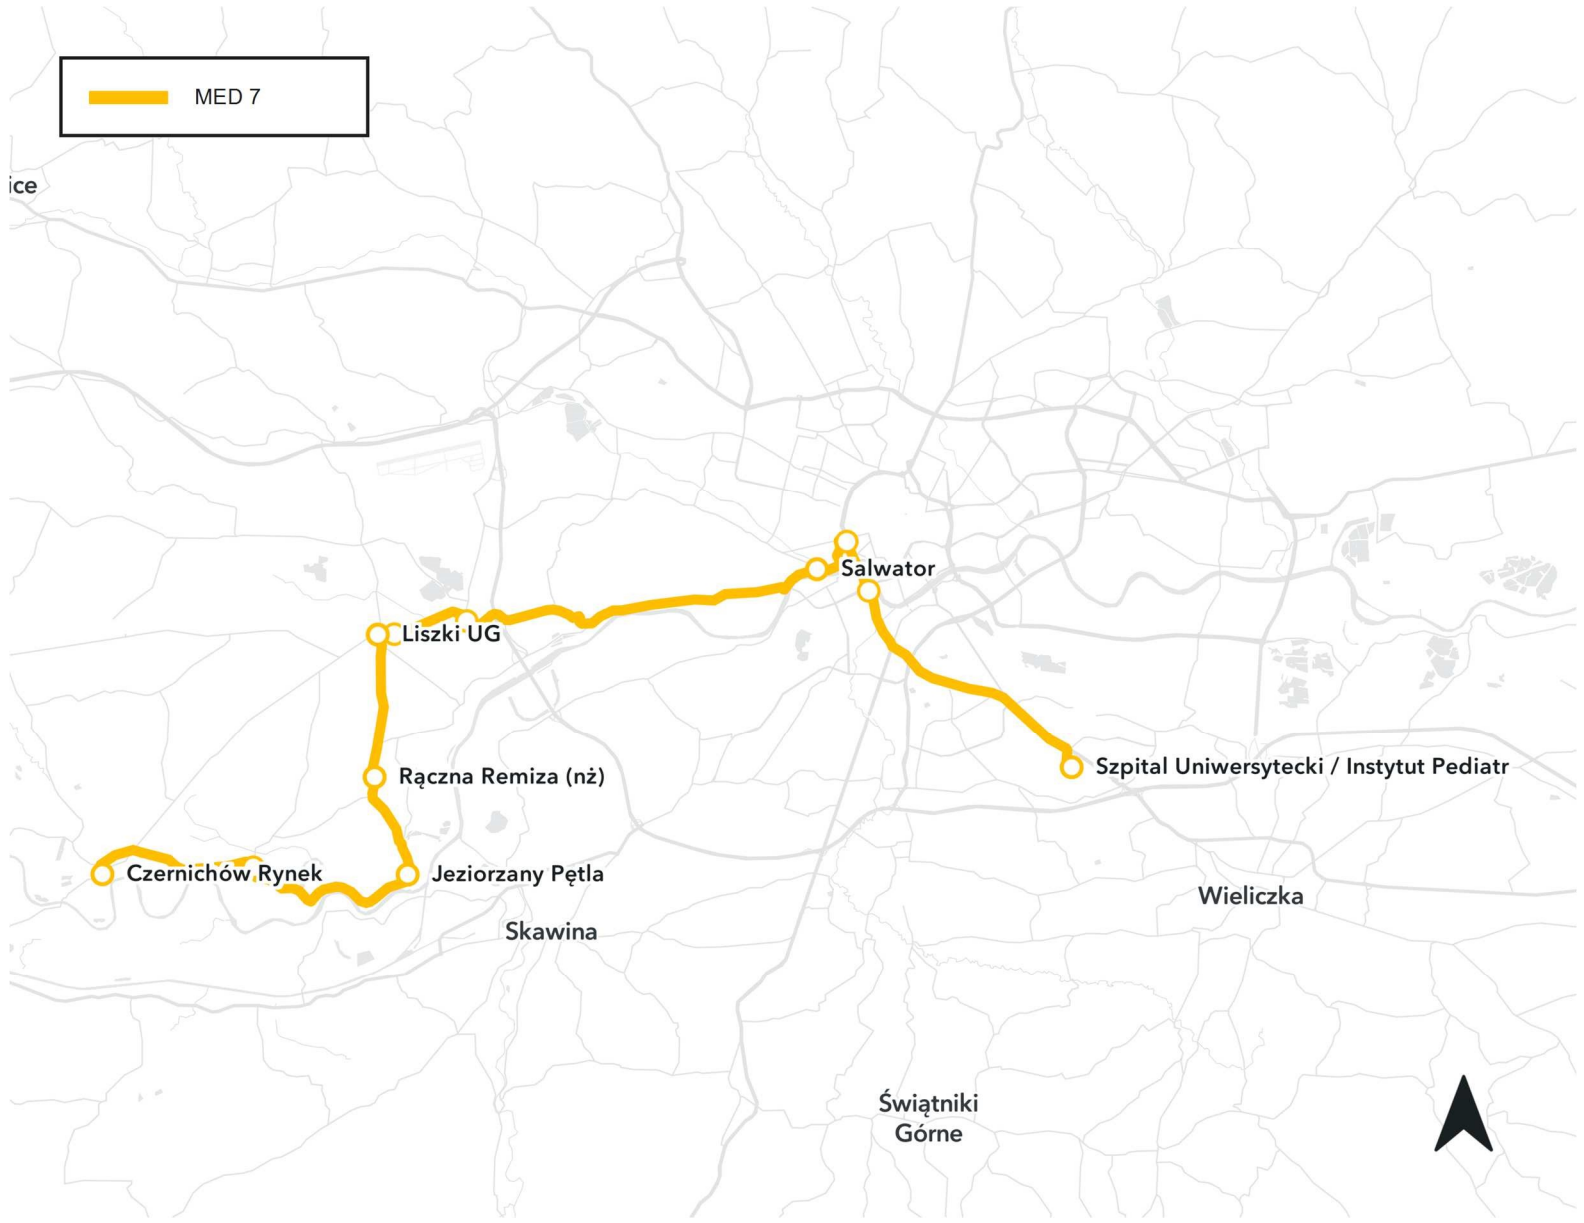 MED 7
ice
Salwator
Liszki UG
Rączna Remiza (nż)
Szpital Uniwersytecki / Instytut Pediatr
Czernichów Rynek
Jeziorzany Pętla
Wieliczka
Skawina
Świątniki
Górne